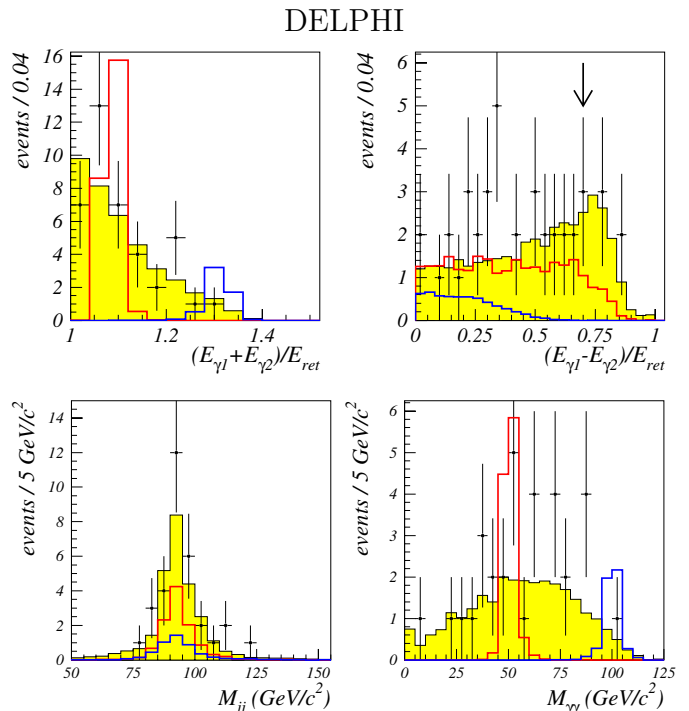 DELPHI
events / 0.04
16
14
12
10
8
6
4
2
0
1 1.2 1.4
(Eγ1+Eγ2)/Eret
events / 0.04
6
5
4
3
2
1
0
0 0.25 0.5 0.75 1
(Eγ1-Eγ2)/Eret
events / 5 GeV/c²
14
12
10
8
6
4
2
0
50 75 100 125 150
Mjj (GeV/c²)
events / 5 GeV/c²
6
5
4
3
2
1
0
0 25 50 75 100 125
Mγγ (GeV/c²)